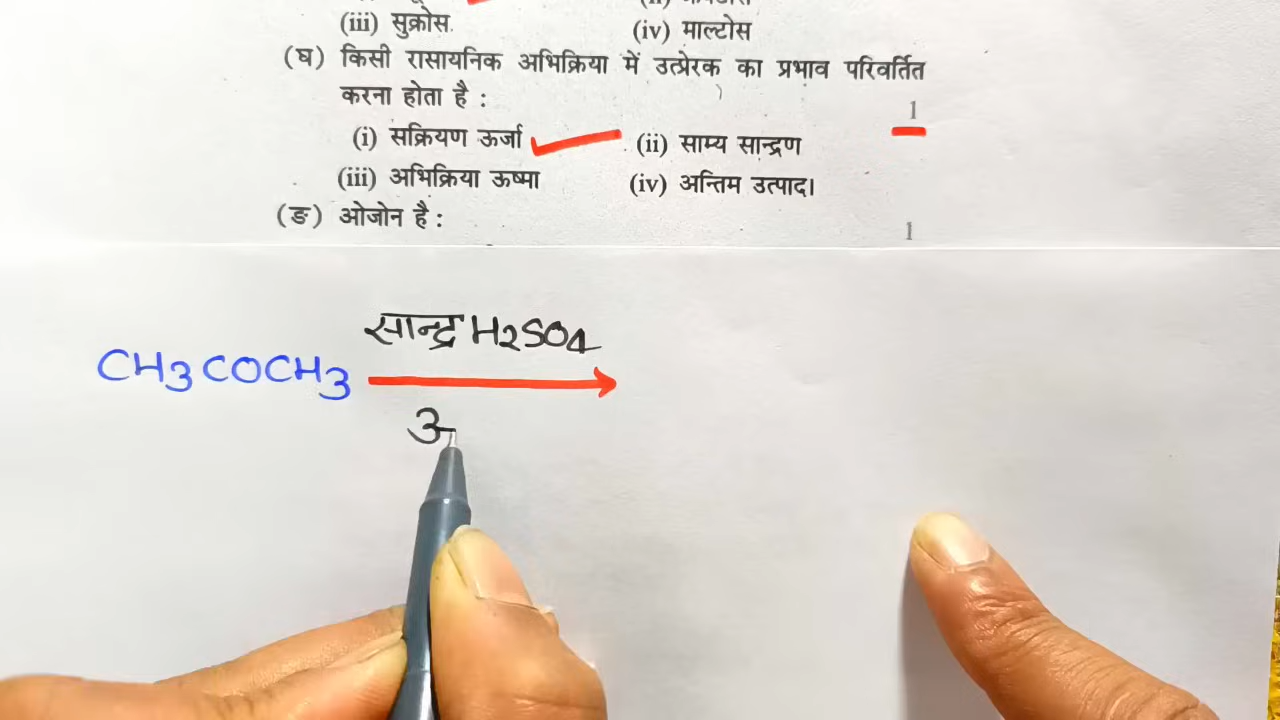 (iii) सुक्रोस
(iv) माल्टोस
(घ) किसी रासायनिक अभिक्रिया में उत्प्रेरक का प्रभाव परिवर्तित
करना होता है : 1
(i) सक्रियण ऊर्जा (ii) साम्य सान्द्रण
(iii) अभिक्रिया ऊष्मा (iv) अन्तिम उत्पाद।
(ङ) ओजोन है : 1
सान्द्र H2SO4
CH3COCH3